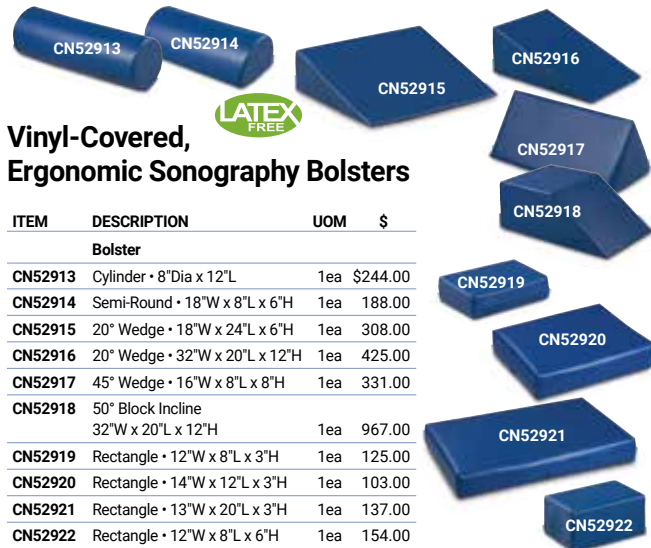 CN52913
CN52914
CN52915
CN52916
LATEX
FREE
CN52917
Vinyl-Covered,
Ergonomic Sonography Bolsters
CN52918
ITEM DESCRIPTION UOM $
Bolster
CN52913 Cylinder • 8"Dia x 12"L 1ea $244.00
CN52914 Semi-Round • 18"W x 8"L x 6"H 1ea 188.00
CN52915 20° Wedge • 18"W x 24"L x 6"H 1ea 308.00
CN52916 20° Wedge • 32"W x 20"L x 12"H 1ea 425.00
CN52917 45° Wedge • 16"W x 8"L x 8"H 1ea 331.00
CN52918 50° Block Incline
32"W x 20"L x 12"H 1ea 967.00
CN52919 Rectangle • 12"W x 8"L x 3"H 1ea 125.00
CN52920 Rectangle • 14"W x 12"L x 3"H 1ea 103.00
CN52921 Rectangle • 13"W x 20"L x 3"H 1ea 137.00
CN52922 Rectangle • 12"W x 8"L x 6"H 1ea 154.00
CN52919
CN52920
CN52921
CN52922